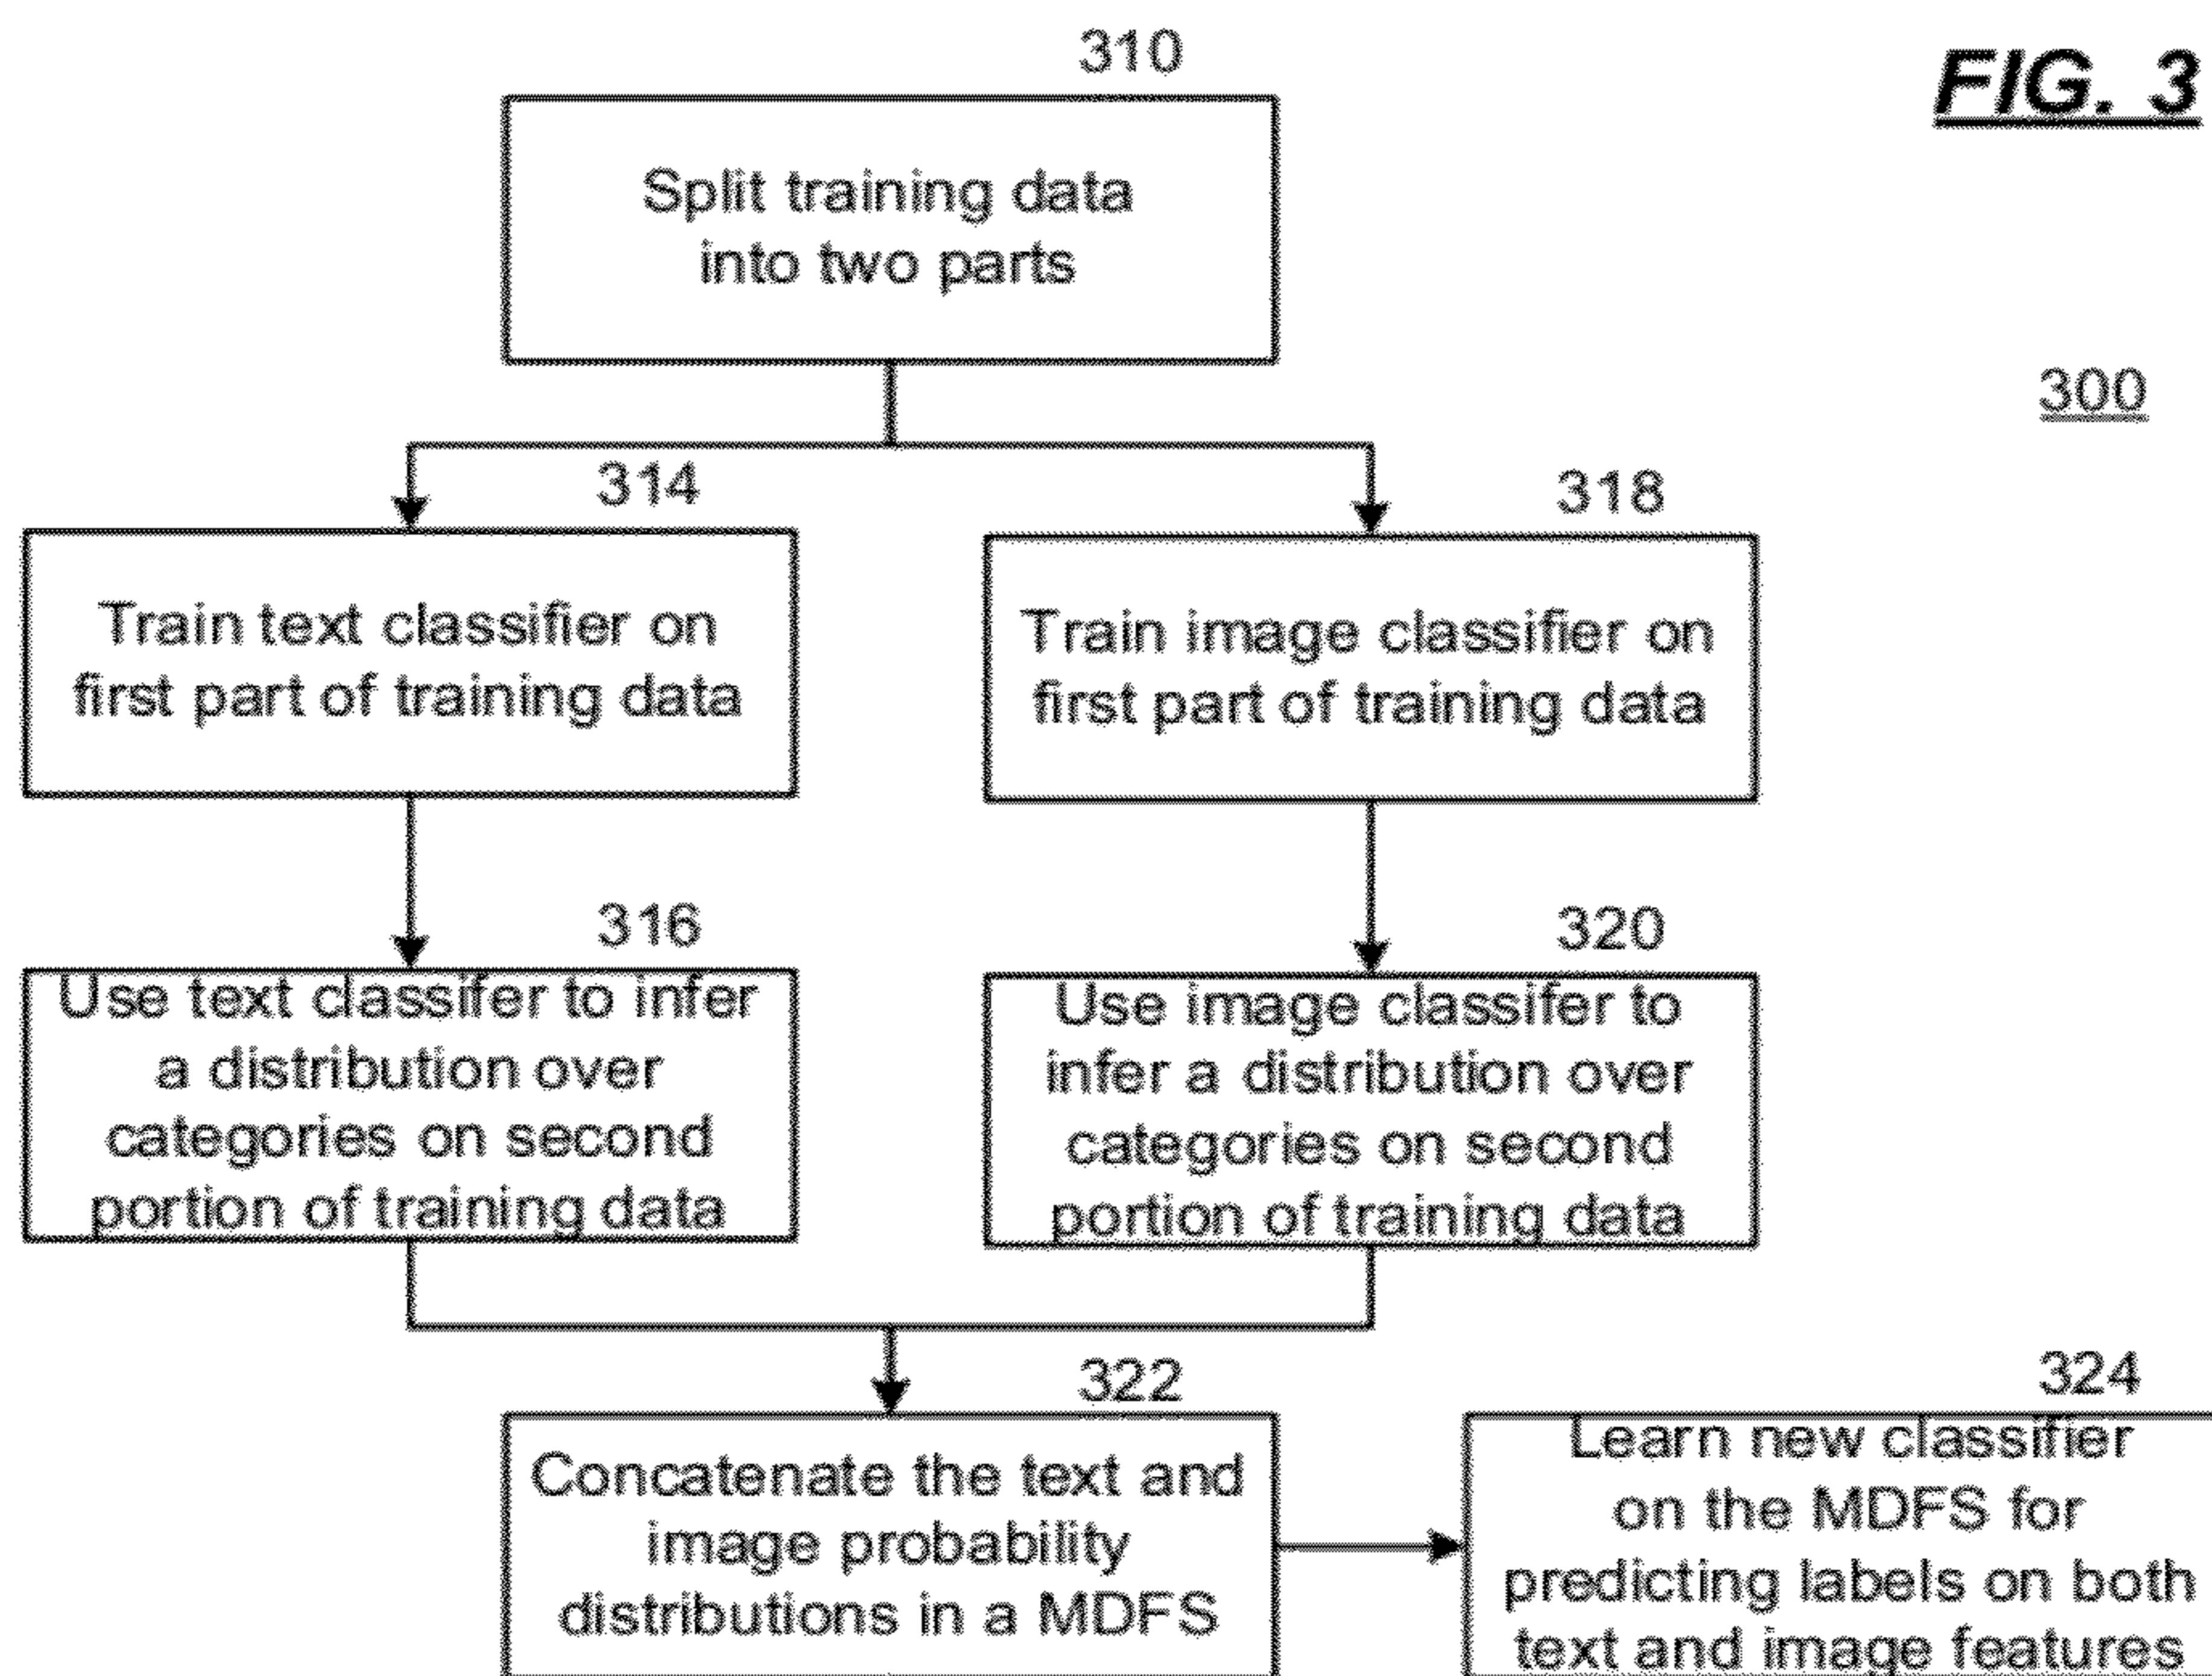 310
FIG. 3
Split training data
into two parts
300
314
Train text classifier on
first part of training data
318
Train image classifier on
first part of training data
316
Use text classifer to infer
a distribution over
categories on second
portion of training data
320
Use image classifer to
infer a distribution over
categories on second
portion of training data
322
Concatenate the text and
image probability
distributions in a MDFS
324
Learn new classifier
on the MDFS for
predicting labels on both
text and image features